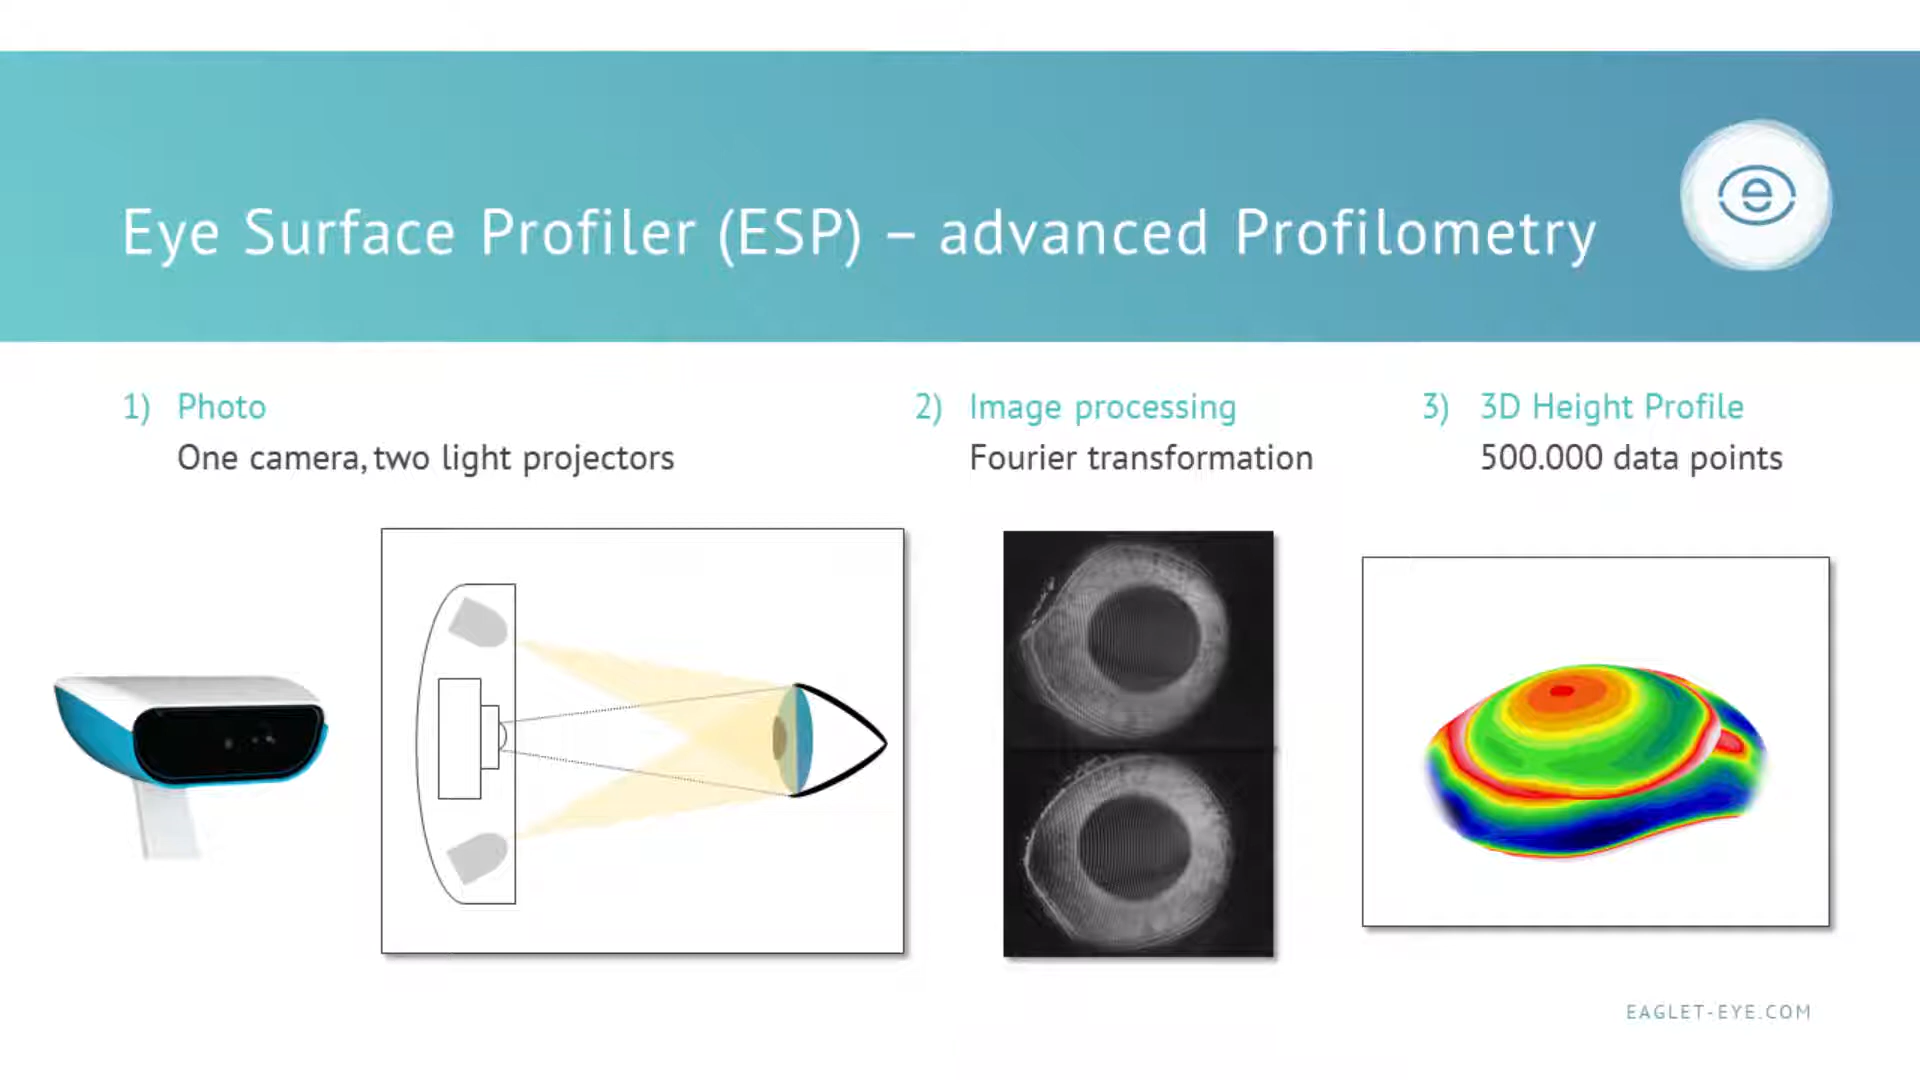 Eye Surface Profiler (ESP) – advanced Profilometry
e
1) Photo
One camera, two light projectors
2) Image processing
Fourier transformation
3) 3D Height Profile
500.000 data points
EAGLET-EYE.COM